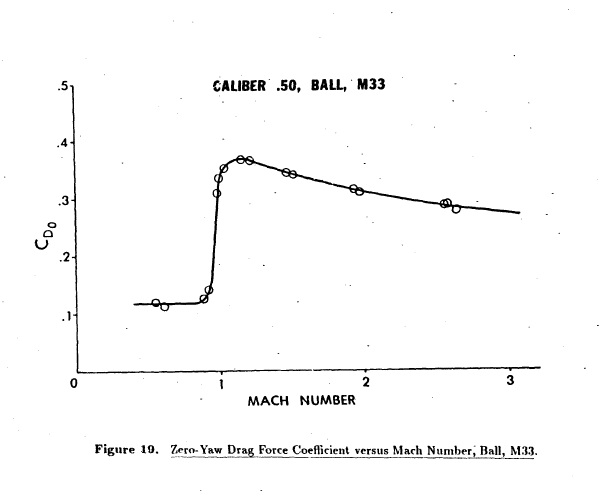 CALIBER .50, BALL, M33
.5
.4
.3
.2
.1
CD0
0 1 2 3
MACH NUMBER
Figure 19. Zero-Yaw Drag Force Coefficient versus Mach Number, Ball, M33.